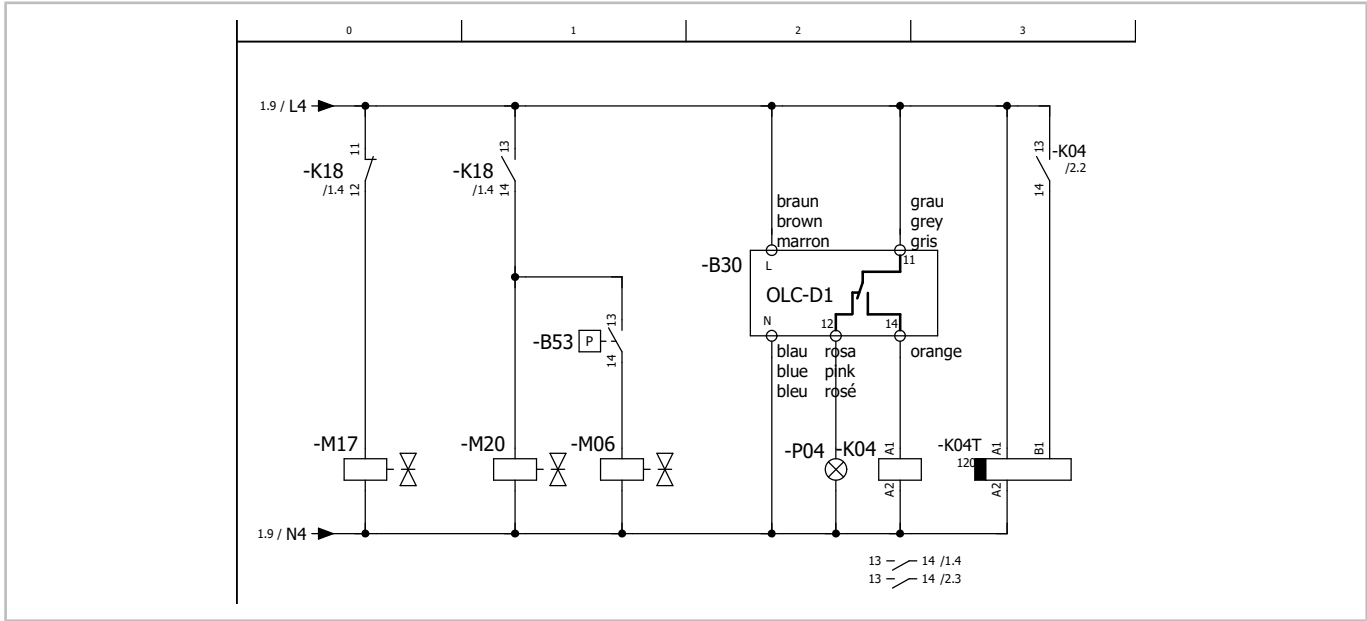 0 1 2 3
1.9 / L4
11
-K18
/1.4 12
13
-K18
/1.4 14
13
-K04
/2.2
14
braun
brown
marron
grau
grey
gris
-B30
L
11
OLC-D1
N
12
14
13
-B53 P
14
blau rosa orange
blue pink
bleu rosé
-M17
-M20
-M06
-P04
-K04
A1
A2
-K04T
120
A1
B1
A2
1.9 / N4
13 14 /1.4
13 14 /2.3